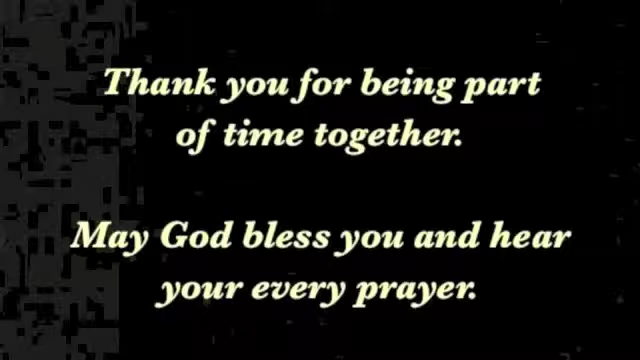 Thank you for being part
of time together.
May God bless you and hear
your every prayer.